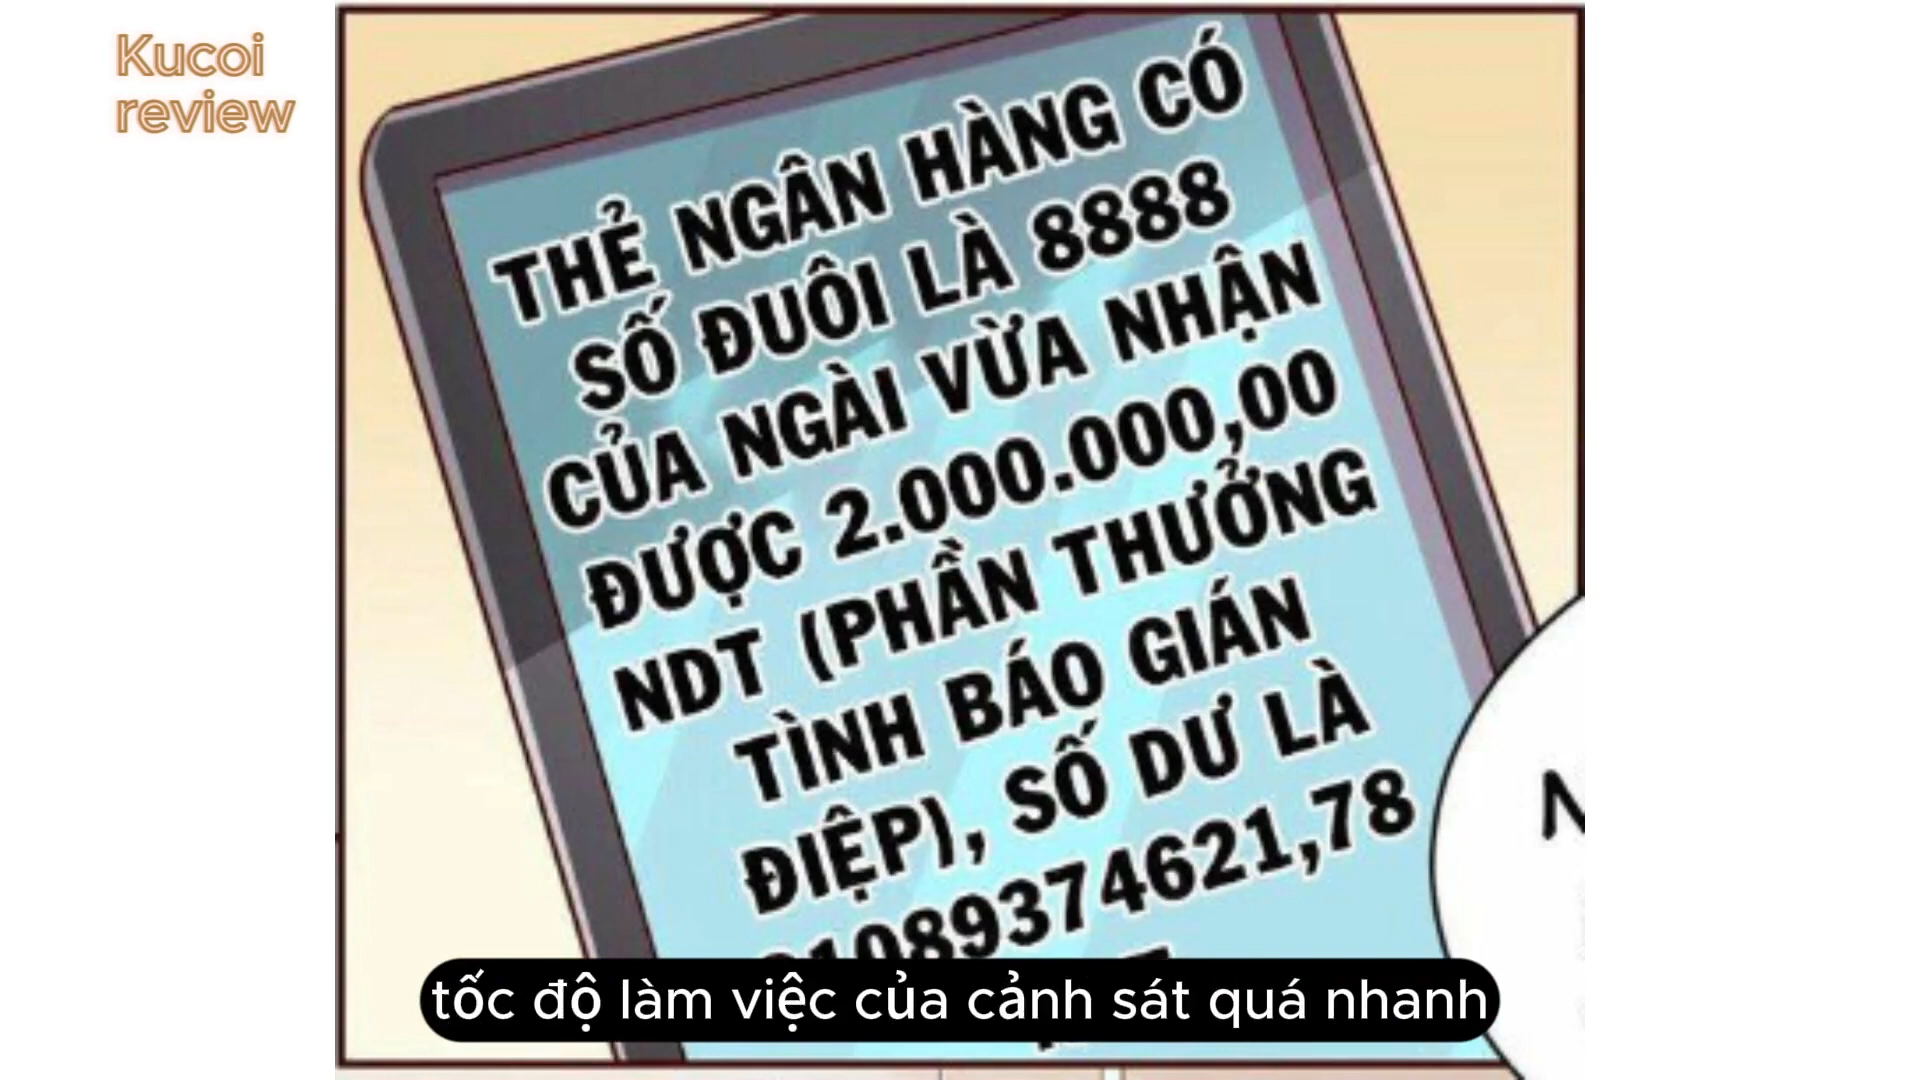 Kucoi
review
THẺ NGÂN HÀNG CÓ
SỐ ĐUÔI LÀ 8888
CỦA NGÀI VỪA NHẬN
ĐƯỢC 2.000.000,00
NDT (PHẦN THƯỞNG
TÌNH BÁO GIÁN
ĐIỆP), SỐ DƯ LÀ
tốc độ làm việc của cảnh sát quá nhanh